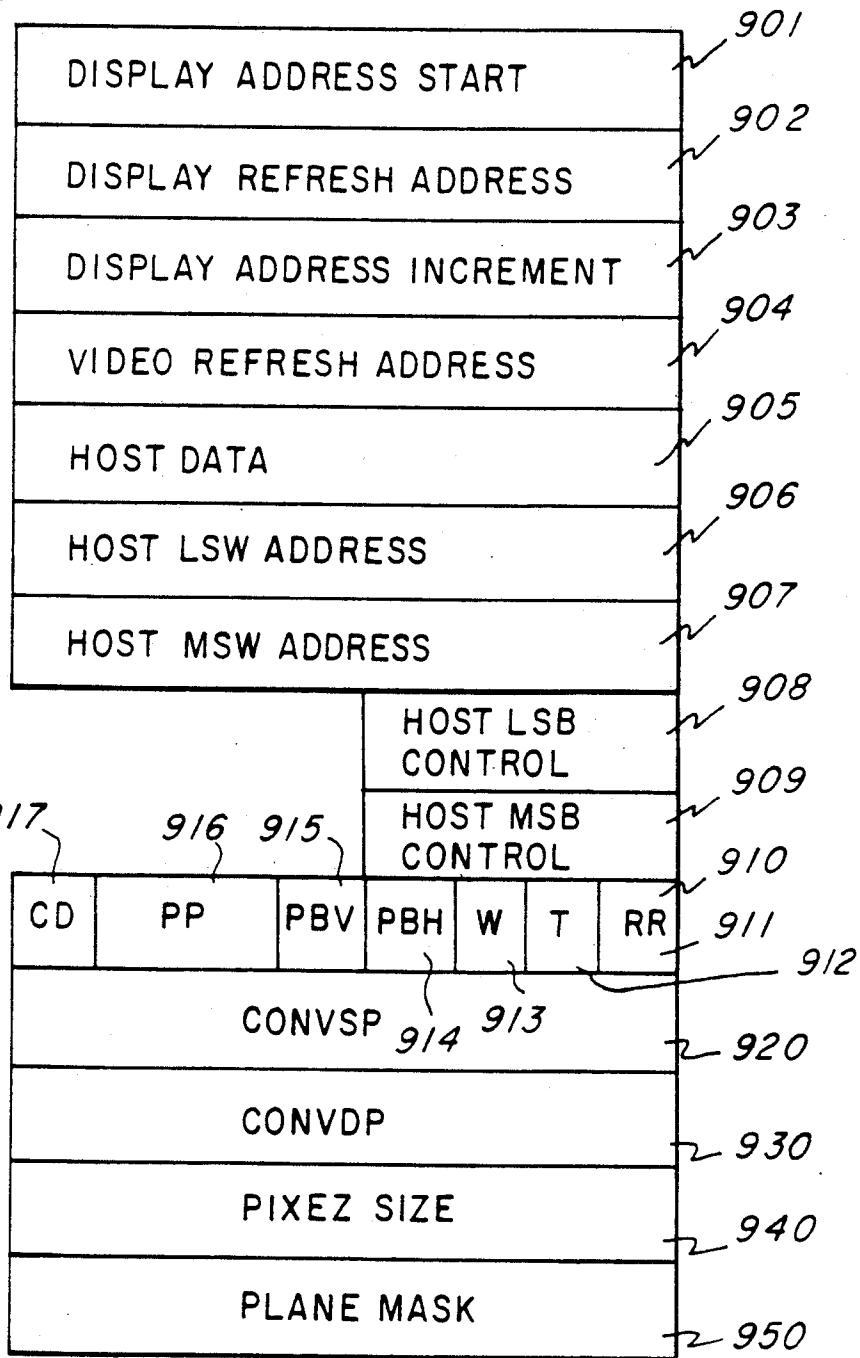 901
DISPLAY ADDRESS START
902
DISPLAY REFRESH ADDRESS
903
DISPLAY ADDRESS INCREMENT
904
VIDEO REFRESH ADDRESS
905
HOST DATA
906
HOST LSW ADDRESS
907
HOST MSW ADDRESS
908
HOST LSB
CONTROL
909
HOST MSB
CONTROL
917 916 915 910
CD PP PBV PBH W T RR 911
912
CONVSP 914 913 920
CONVDP
930
PIXEZ SIZE
940
PLANE MASK
950